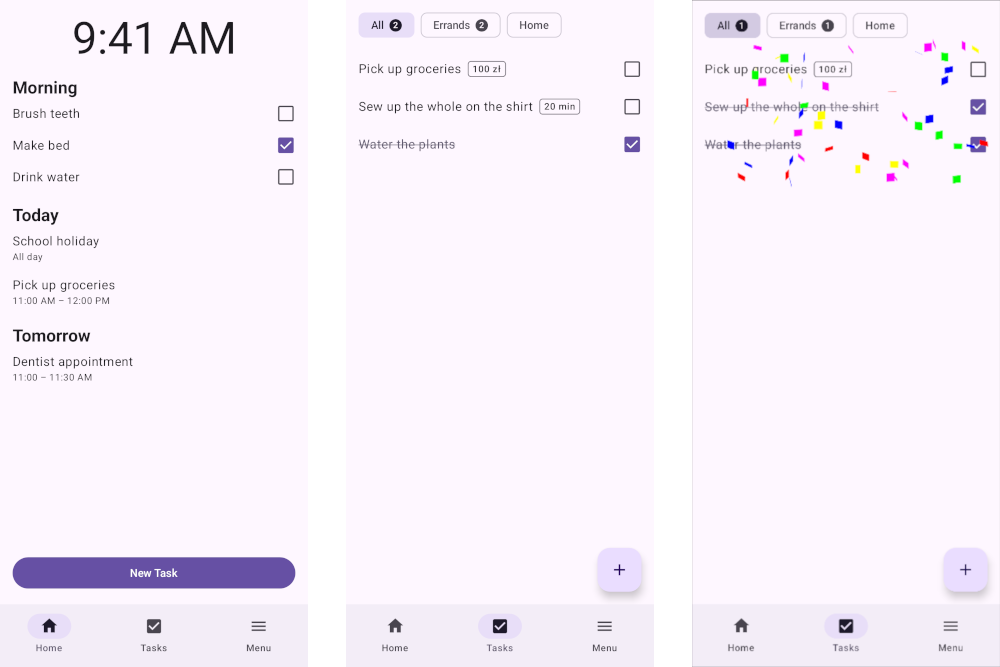 9:41 AM
Morning
Brush teeth
Make bed
Drink water
Today
School holiday
All day
Pick up groceries
11:00 AM – 12:00 PM
Tomorrow
Dentist appointment
11:00 – 11:30 AM
New Task
Home Tasks Menu
All 2 Errands 2 Home
Pick up groceries 100 zł
Sew up the whole on the shirt 20 min
Water the plants
+
Home Tasks Menu
All 1 Errands 1 Home
Pick up groceries 100 zł
Sew up the whole on the shirt
Water the plants
+
Home Tasks Menu